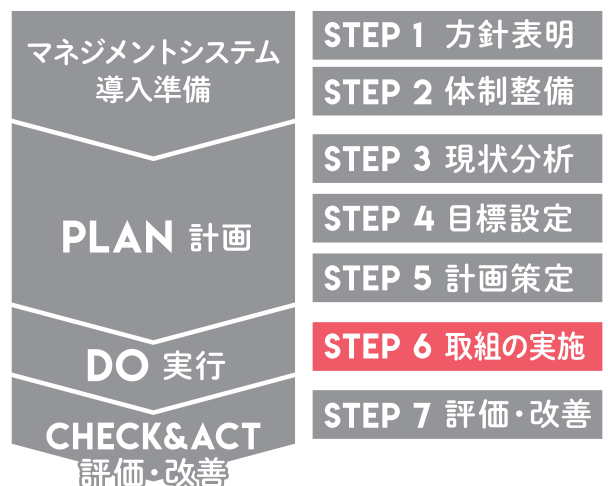 マネジメントシステム
導入準備
PLAN 計画
DO 実行
CHECK&ACT
評価・改善
STEP 1 方針表明
STEP 2 体制整備
STEP 3 現状分析
STEP 4 目標設定
STEP 5 計画策定
STEP 6 取組の実施
STEP 7 評価・改善